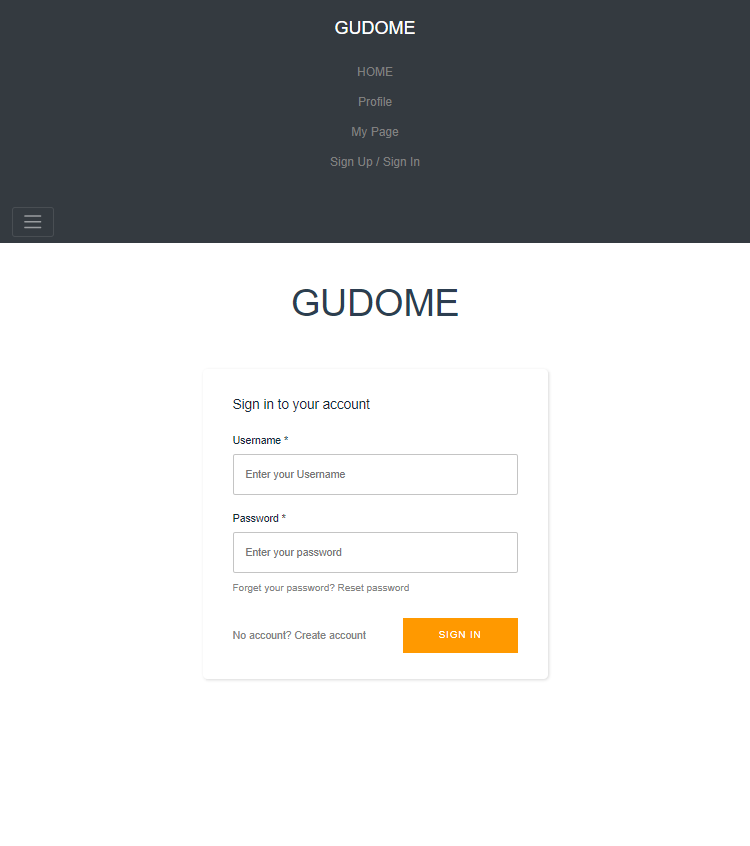 GUDOME
HOME
Profile
My Page
Sign Up / Sign In
GUDOME
Sign in to your account
Username *
Enter your Username
Password *
Enter your password
Forget your password? Reset password
No account? Create account
SIGN IN